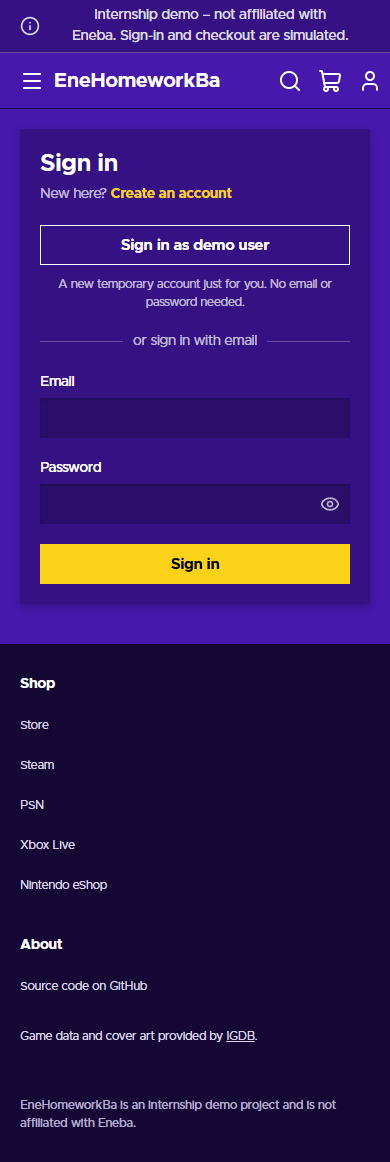 Internship demo – not affiliated with
Eneba. Sign-in and checkout are simulated.
EneHomeworkBa
Sign in
New here? Create an account
Sign in as demo user
A new temporary account just for you. No email or
password needed.
or sign in with email
Email
Password
Sign in
Shop
Store
Steam
PSN
Xbox Live
Nintendo eShop
About
Source code on GitHub
Game data and cover art provided by IGDB.
EneHomeworkBa is an internship demo project and is not
affiliated with Eneba.